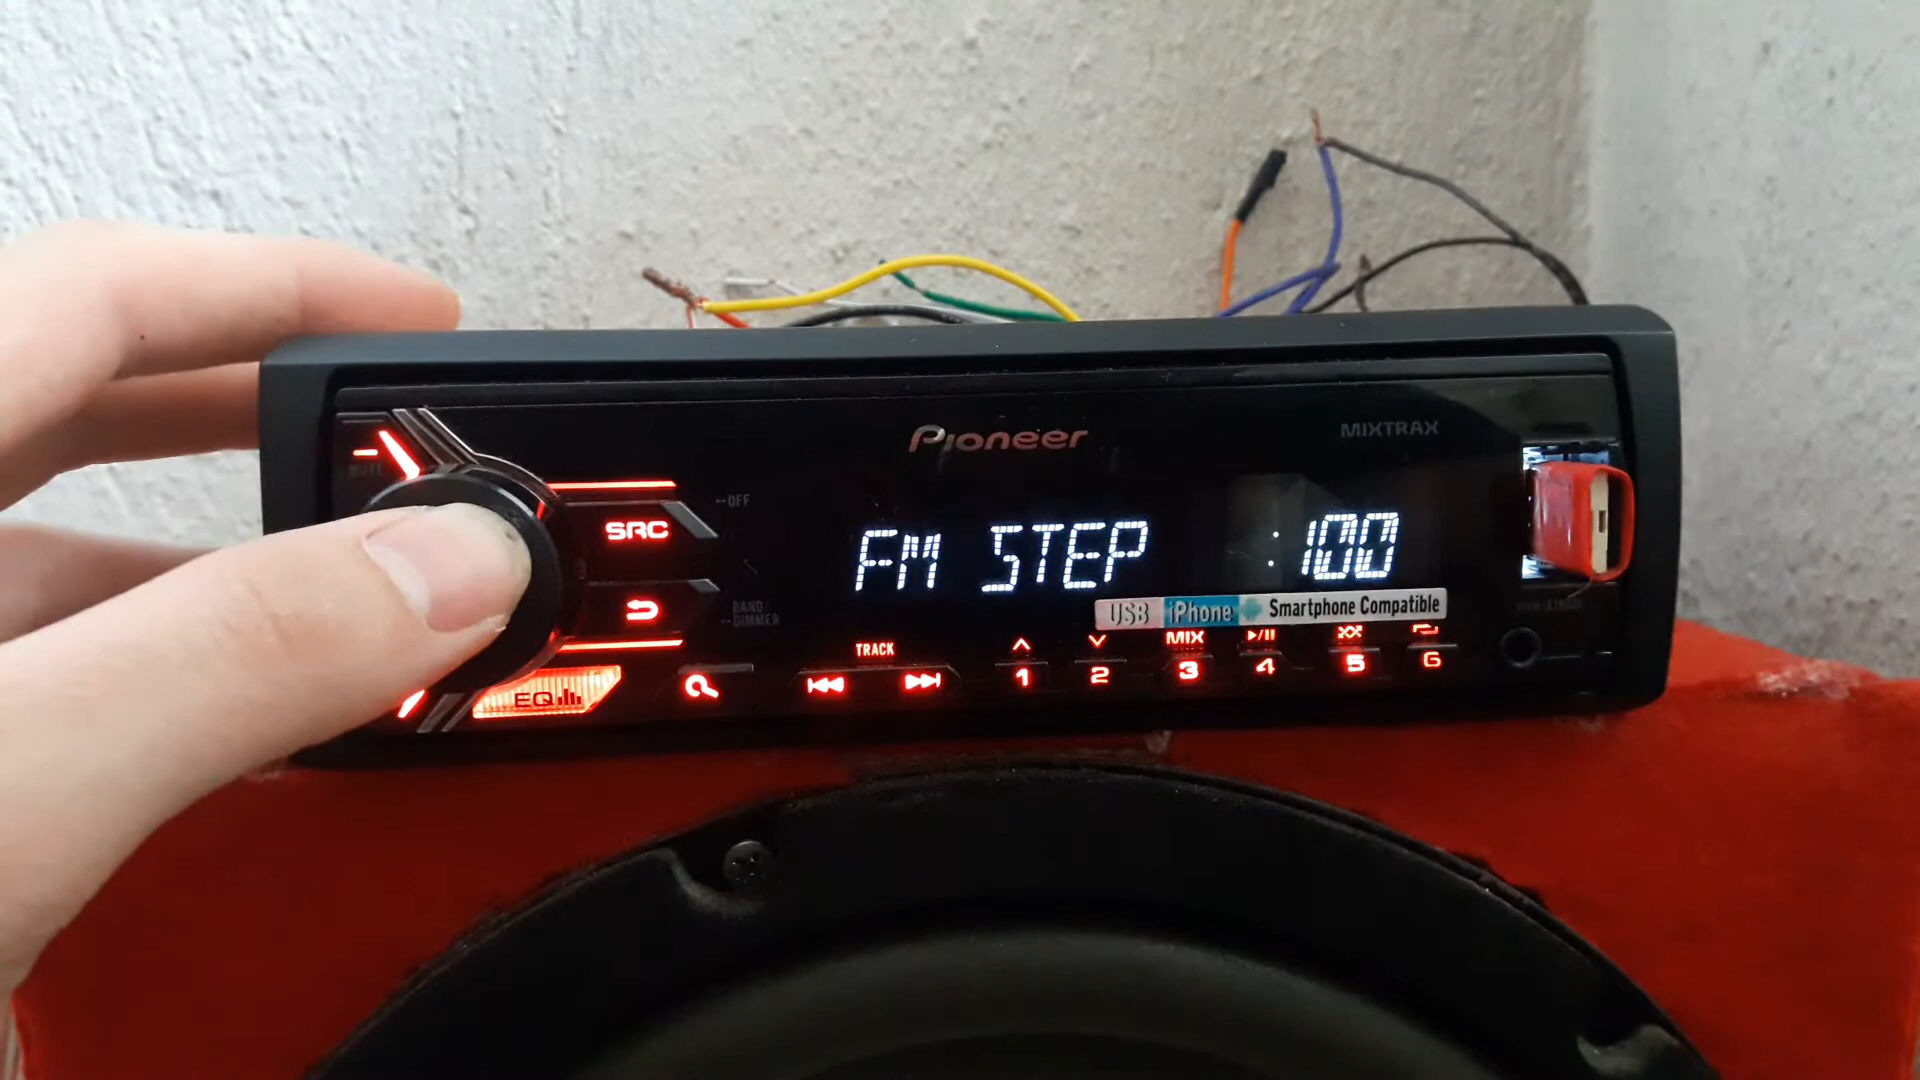 Pioneer
MIXTRAX
MUTE
SRC
OFF
FM STEP :100
BAND/
DIMMER
USB iPhone Smartphone Compatible
TRACK
MIX
EQ
1 2 3 4 5 6